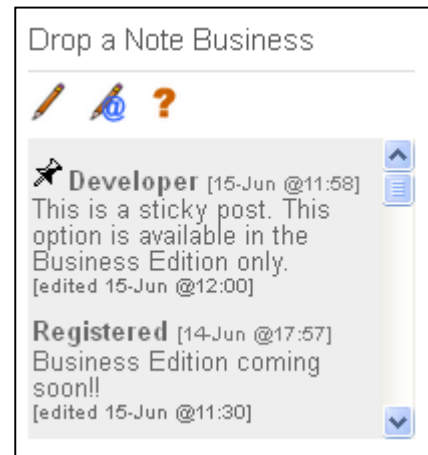 Drop a Note Business
@ ?
Developer [15-Jun @11:58]
This is a sticky post. This
option is available in the
Business Edition only.
[edited 15-Jun @12:00]
Registered [14-Jun @17:57]
Business Edition coming
soon!!
[edited 15-Jun @11:30]